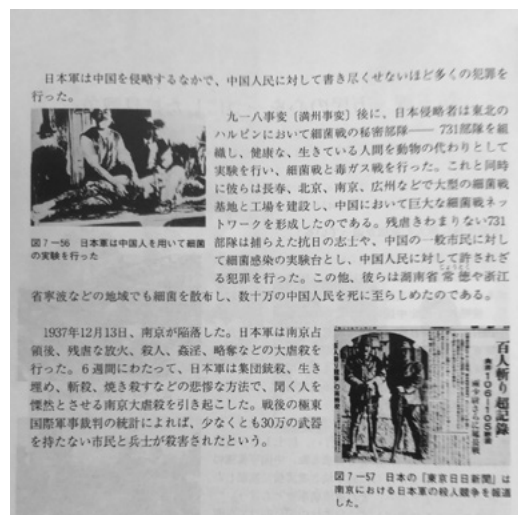 日本軍は中国を侵略するなかで、中国人民に対して書き尽くせないほど多くの犯罪を
行った。
九一八事変〔満州事変〕後に、日本侵略者は東北の
ハルビンにおいて細菌戦の秘密部隊――731部隊を組
織し、健康な、生きている人間を動物の代わりとして
実験を行い、細菌戦と毒ガス戦を行った。これと同時
に彼らは長春、北京、南京、広州などで大型の細菌戦
基地と工場を建設し、中国において巨大な細菌戦ネッ
トワークを形成したのである。残虐きわまりない731
部隊は捕らえた抗日の志士や、中国の一般市民に対し
て細菌感染の実験台とし、中国人民に対して許されざ
る犯罪を行った。この他、彼らは湖南省常徳や浙江
省寧波などの地域でも細菌を散布し、数十万の中国人民を死に至らしめたのである。
図7-56 日本軍は中国人を用いて細菌
の実験を行った
1937年12月13日、南京が陥落した。日本軍は南京占
領後、残虐な放火、殺人、姦淫、略奪などの大虐殺を
行った。6週間にわたって、日本軍は集団銃殺、生き
埋め、斬殺、焼き殺すなどの悲惨な方法で、聞く人を
慄然とさせる南京大虐殺を引き起こした。戦後の極東
国際軍事裁判の統計によれば、少なくとも30万の武器
を持たない市民と兵士が殺害されたという。
百人斬り超記録
図7-57 日本の『東京日日新聞』は
南京における日本軍の殺人競争を報道
した。